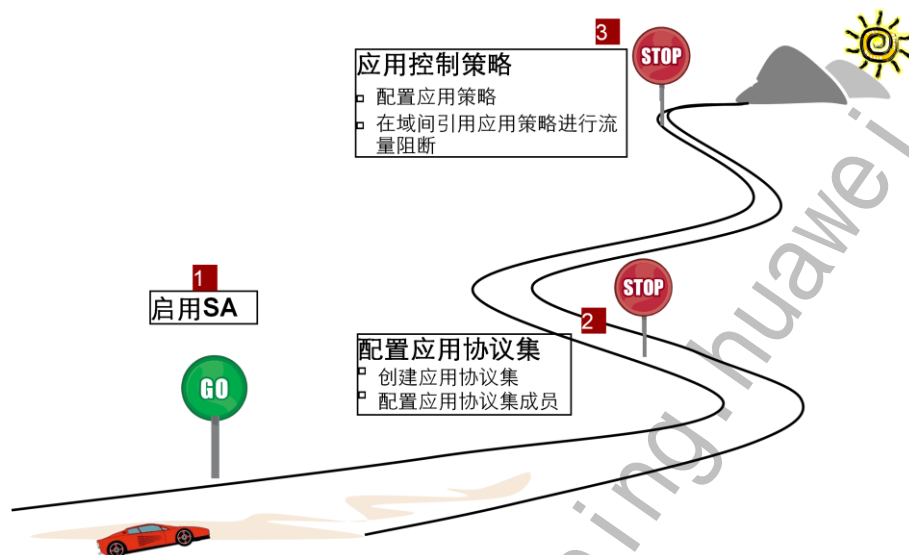 3
STOP
应用控制策略
配置应用策略
在域间引用应用策略进行流
量阻断
1
启用SA
GO
STOP
2
配置应用协议集
创建应用协议集
配置应用协议集成员
ing.huawei